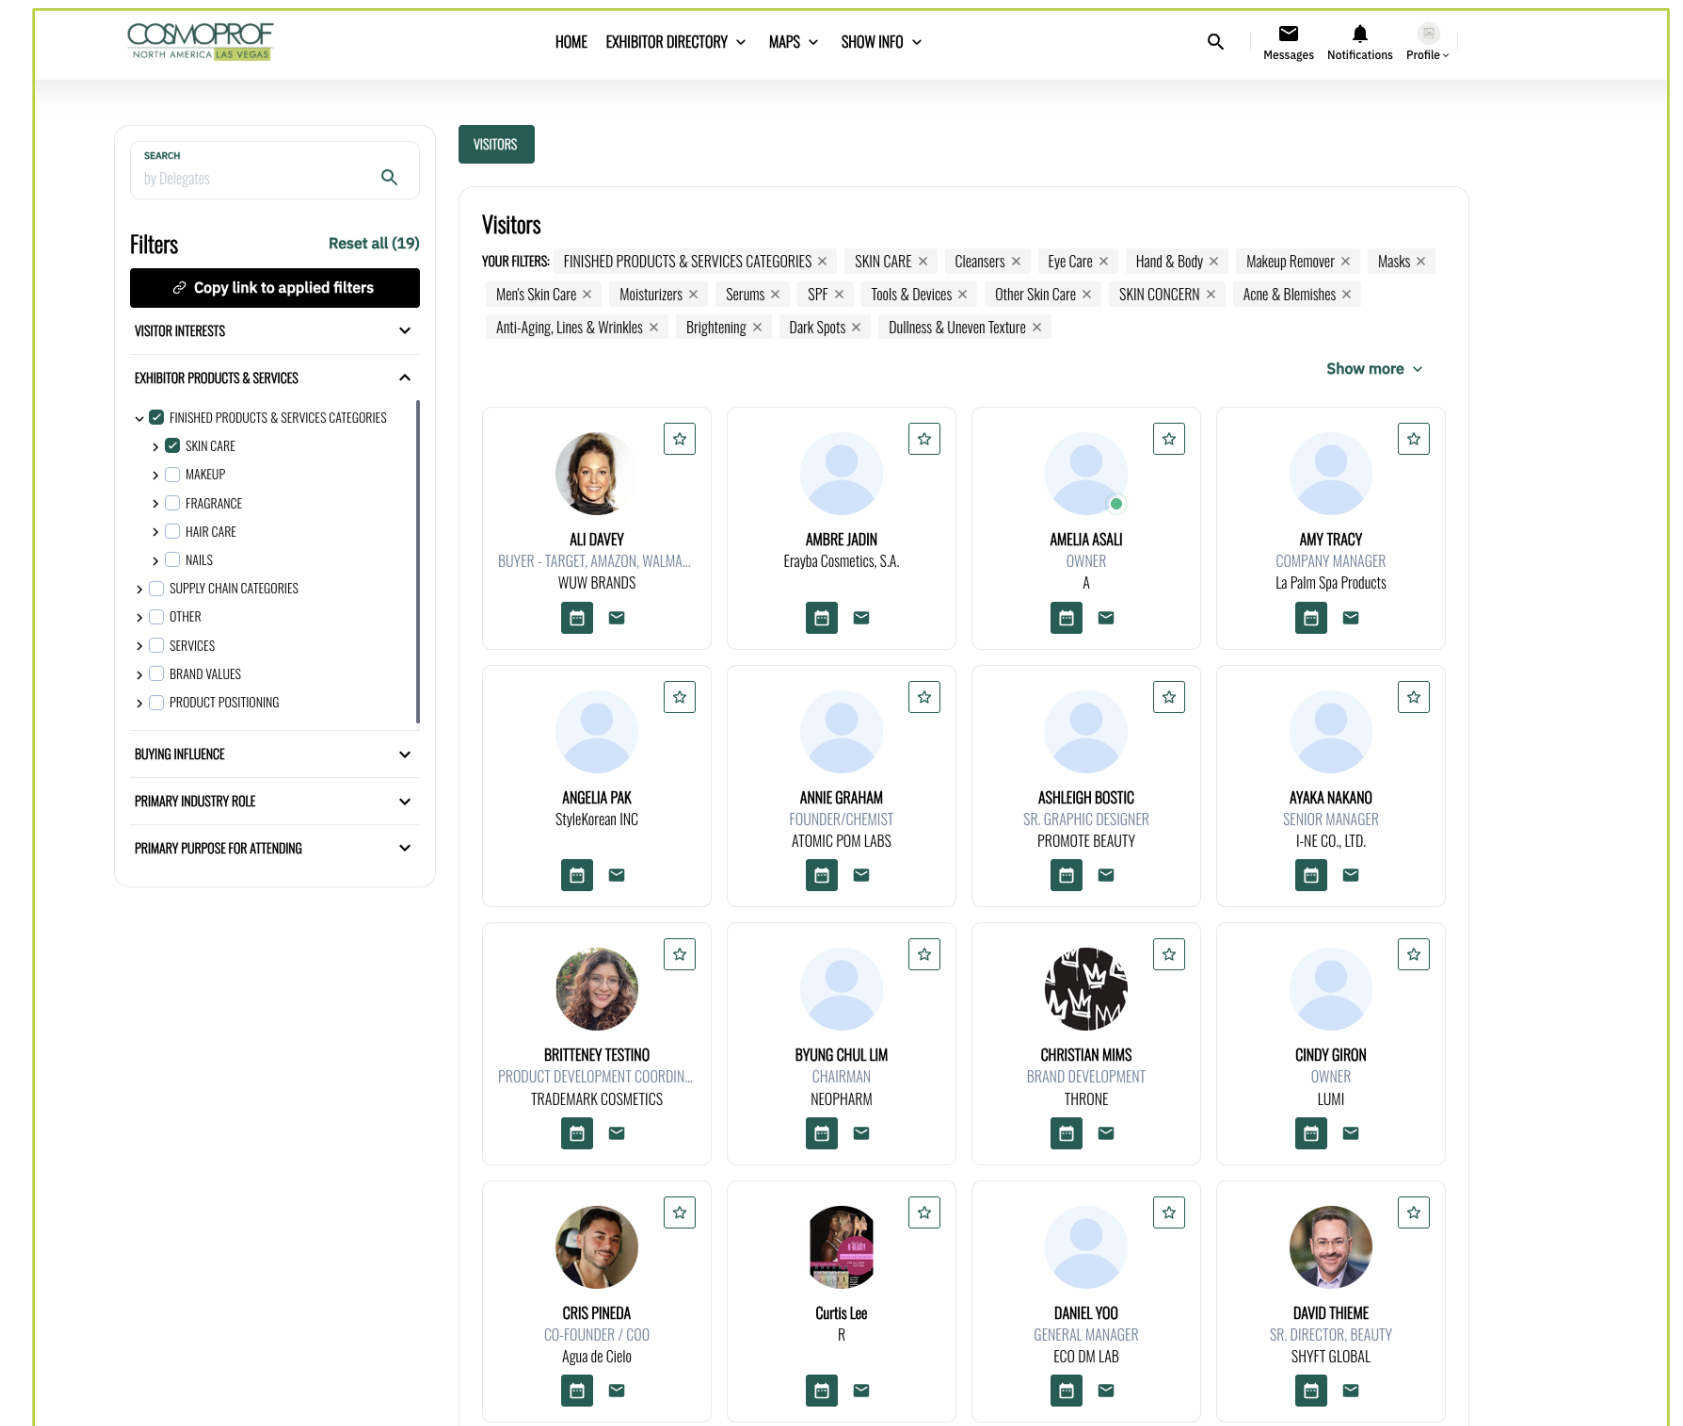 COSMOPROF
NORTH AMERICA LAS VEGAS
HOME EXHIBITOR DIRECTORY MAPS SHOW INFO
Messages Notifications Profile
SEARCH
by Delegates
Filters Reset all (19)
Copy link to applied filters
VISITOR INTERESTS
EXHIBITOR PRODUCTS & SERVICES
FINISHED PRODUCTS & SERVICES CATEGORIES
SKIN CARE
MAKEUP
FRAGRANCE
HAIR CARE
NAILS
SUPPLY CHAIN CATEGORIES
OTHER
SERVICES
BRAND VALUES
PRODUCT POSITIONING
BUYING INFLUENCE
PRIMARY INDUSTRY ROLE
PRIMARY PURPOSE FOR ATTENDING
VISITORS
Visitors
YOUR FILTERS: FINISHED PRODUCTS & SERVICES CATEGORIES × SKIN CARE × Cleansers × Eye Care × Hand & Body × Makeup Remover × Masks ×
Men's Skin Care × Moisturizers × Serums × SPF × Tools & Devices × Other Skin Care × SKIN CONCERN × Acne & Blemishes ×
Anti-Aging, Lines & Wrinkles × Brightening × Dark Spots × Dullness & Uneven Texture ×
Show more
ALI DAVEY
BUYER - TARGET, AMAZON, WALMA...
WUW BRANDS
AMBRE JADIN
Erayba Cosmetics, S.A.
AMELIA ASALI
OWNER
A
AMY TRACY
COMPANY MANAGER
La Palm Spa Products
ANGELIA PAK
StyleKorean INC
ANNIE GRAHAM
FOUNDER/CHEMIST
ATOMIC POM LABS
ASHLEIGH BOSTIC
SR. GRAPHIC DESIGNER
PROMOTE BEAUTY
AYAKA NAKANO
SENIOR MANAGER
I-NE CO., LTD.
BRITTENEY TESTINO
PRODUCT DEVELOPMENT COORDIN...
TRADEMARK COSMETICS
BYUNG CHUL LIM
CHAIRMAN
NEOPHARM
CHRISTIAN MIMS
BRAND DEVELOPMENT
THRONE
CINDY GIRON
OWNER
LUMI
CRIS PINEDA
CO-FOUNDER / COO
Agua de Cielo
Curtis Lee
R
DANIEL YOO
GENERAL MANAGER
ECO DM LAB
DAVID THIEME
SR. DIRECTOR, BEAUTY
SHYFT GLOBAL